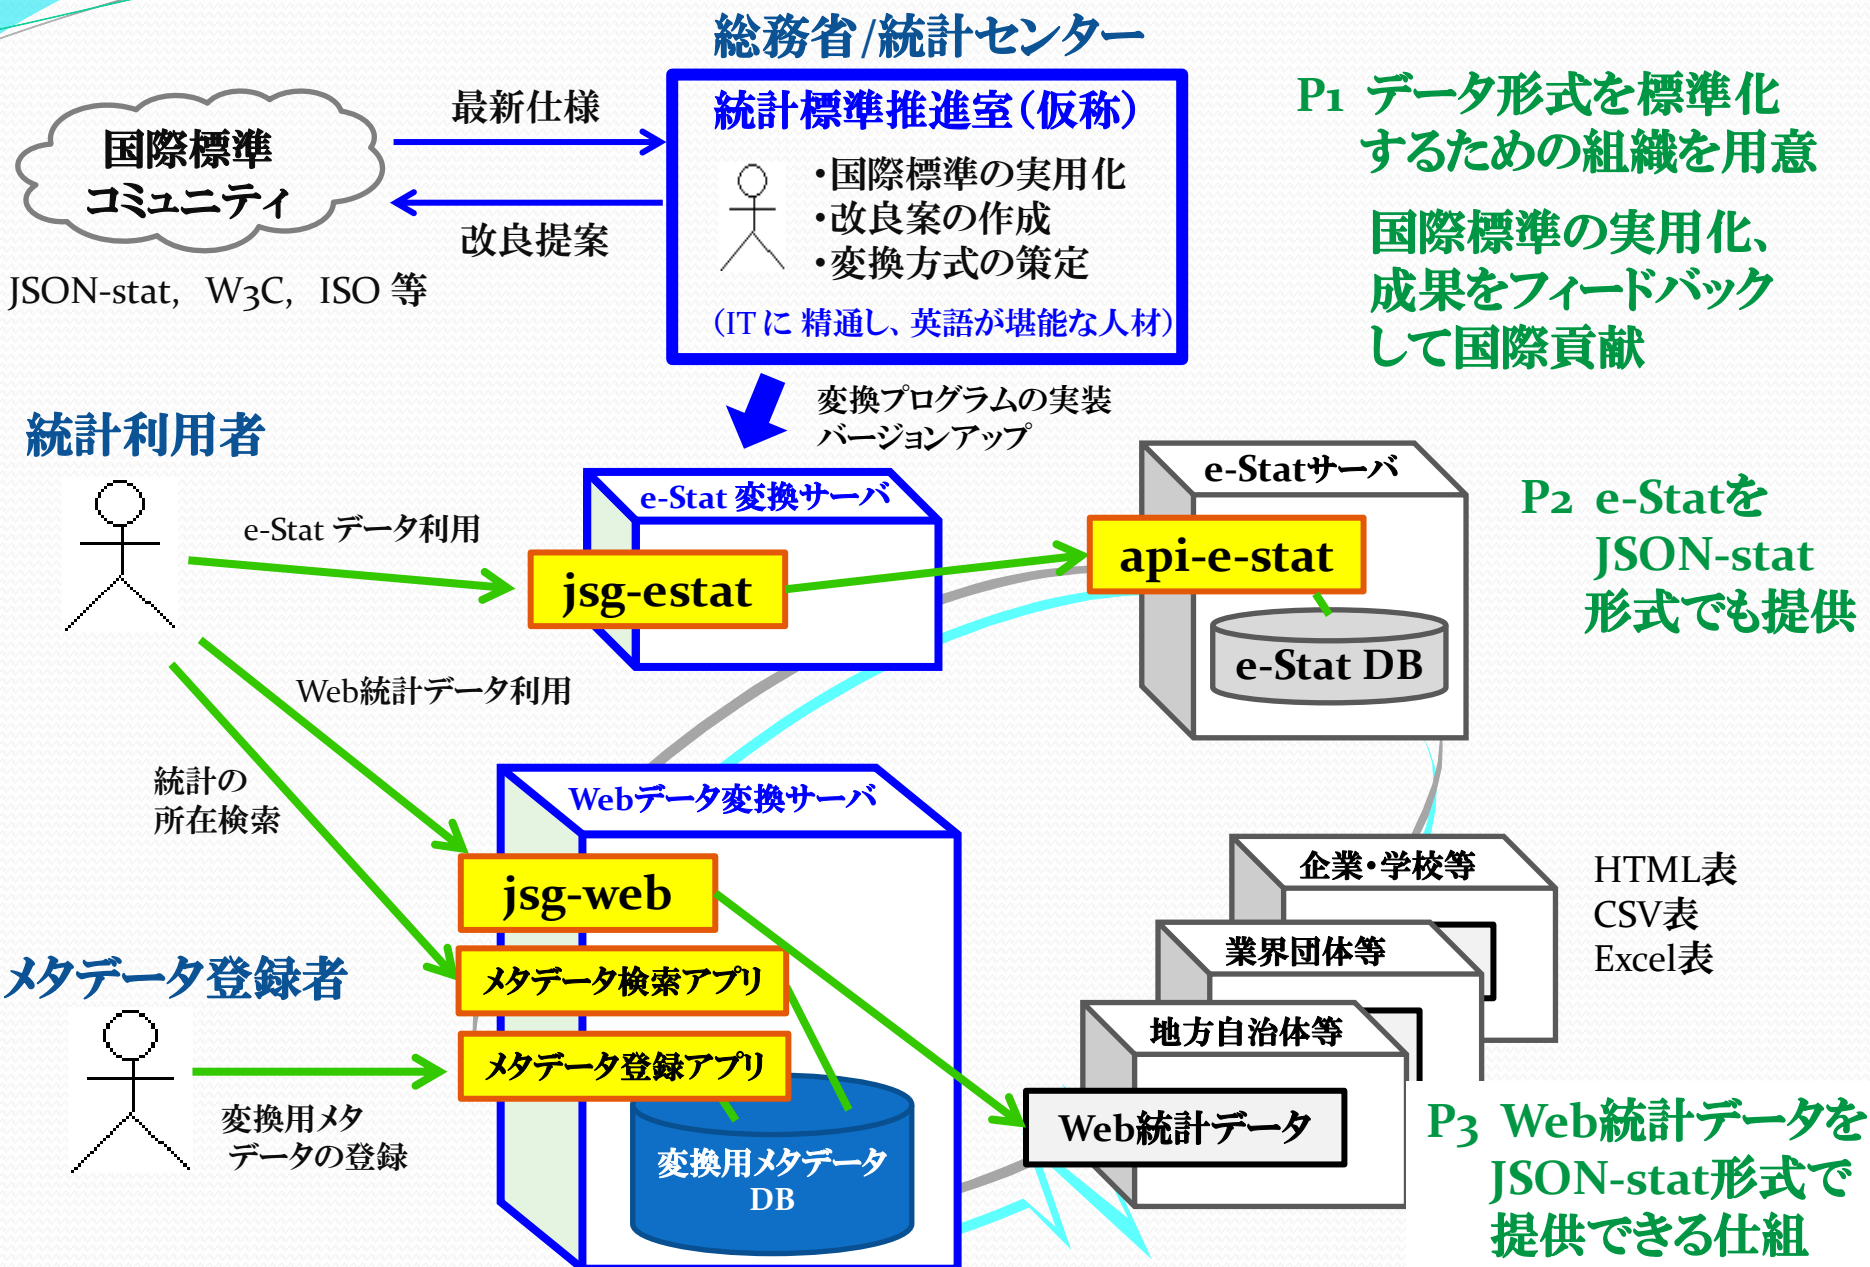 総務省/統計センター
国際標準
コミュニティ
JSON-stat, W3C, ISO 等
最新仕様
改良提案
統計標準推進室（仮称）
・国際標準の実用化
・改良案の作成
・変換方式の策定
（ITに 精通し、英語が堪能な人材）
P1 データ形式を標準化
するための組織を用意
国際標準の実用化、
成果をフィードバック
して国際貢献
変換プログラムの実装
バージョンアップ
統計利用者
e-Stat データ利用
e-Stat 変換サーバ
jsg-estat
e-Statサーバ
api-e-stat
e-Stat DB
P2 e-Statを
JSON-stat
形式でも提供
Web統計データ利用
統計の
所在検索
Webデータ変換サーバ
jsg-web
メタデータ検索アプリ
メタデータ登録アプリ
変換用メタデータ
DB
メタデータ登録者
変換用メタ
データの登録
企業・学校等
業界団体等
地方自治体等
Web統計データ
HTML表
CSV表
Excel表
P3 Web統計データを
JSON-stat形式で
提供できる仕組